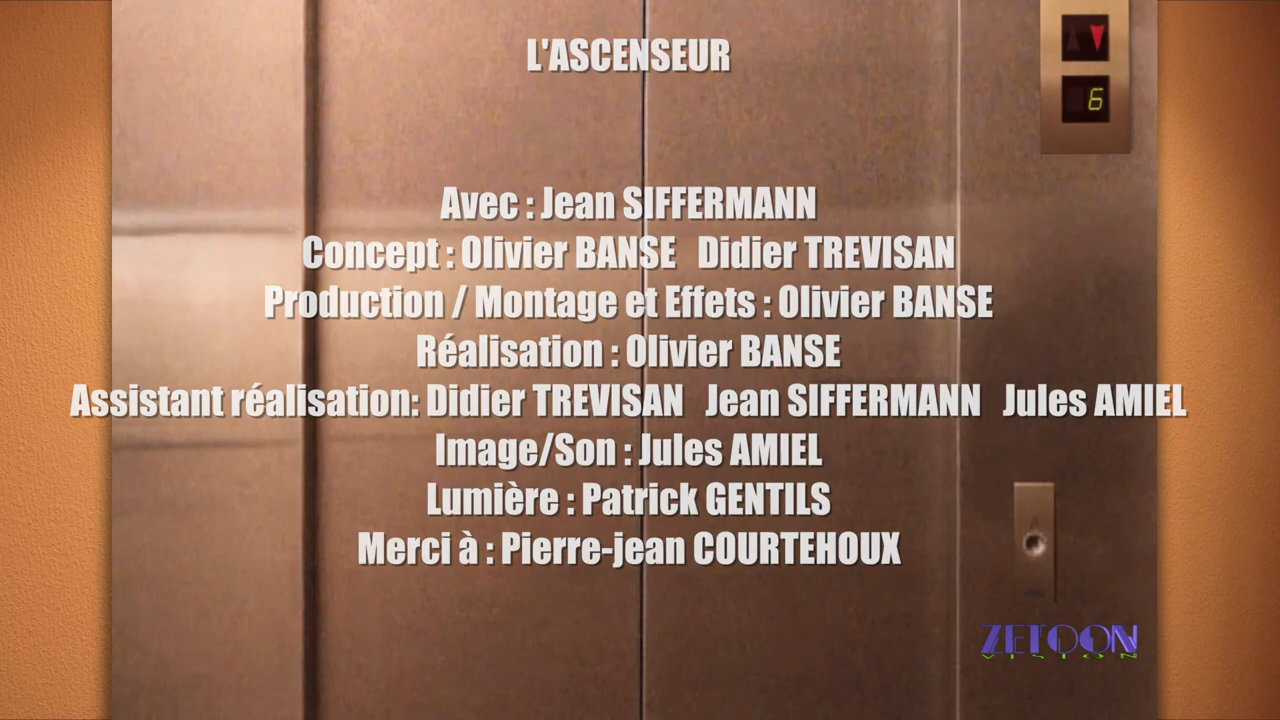 L'ASCENSEUR
6
Avec : Jean SIFFERMANN
Concept : Olivier BANSE Didier TREVISAN
Production / Montage et Effets : Olivier BANSE
Réalisation : Olivier BANSE
Assistant réalisation: Didier TREVISAN Jean SIFFERMANN Jules AMIEL
Image/Son : Jules AMIEL
Lumière : Patrick GENTILS
Merci à : Pierre-jean COURTEHOUX
ZETOON
VISION